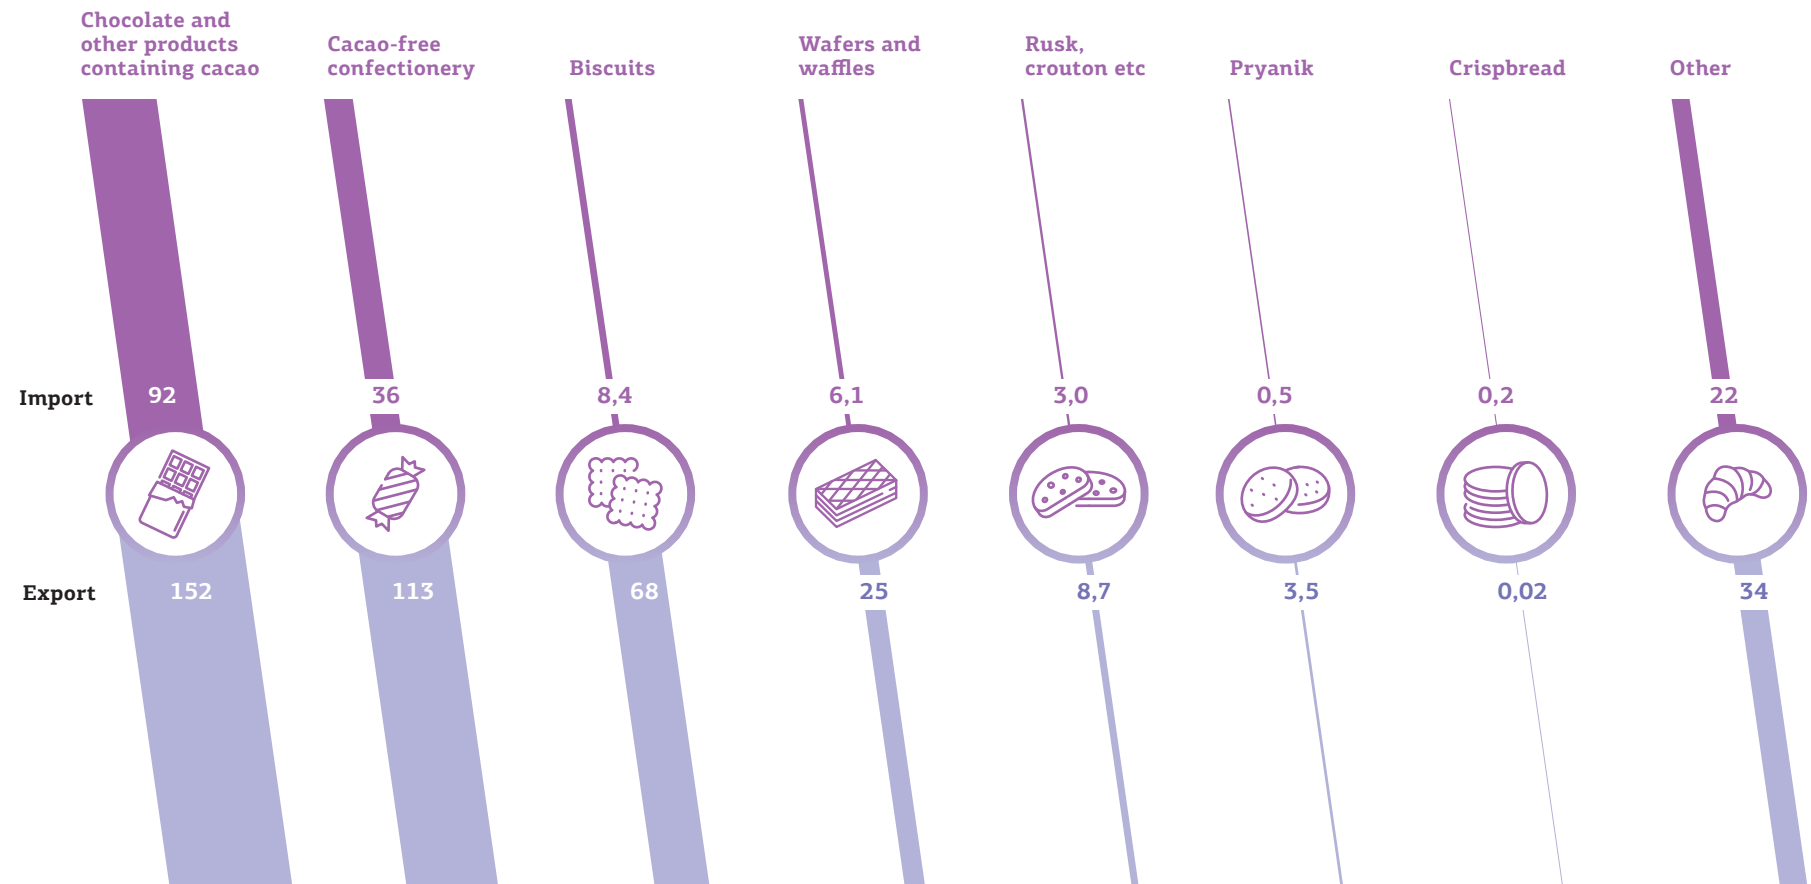 Chocolate and
other products
containing cacao
Cacao-free
confectionery
Biscuits
Wafers and
waffles
Rusk,
crouton etc
Pryanik
Crispbread
Other
Import 92 36 8,4 6,1 3,0 0,5 0,2 22
Export 152 113 68 25 8,7 3,5 0,02 34